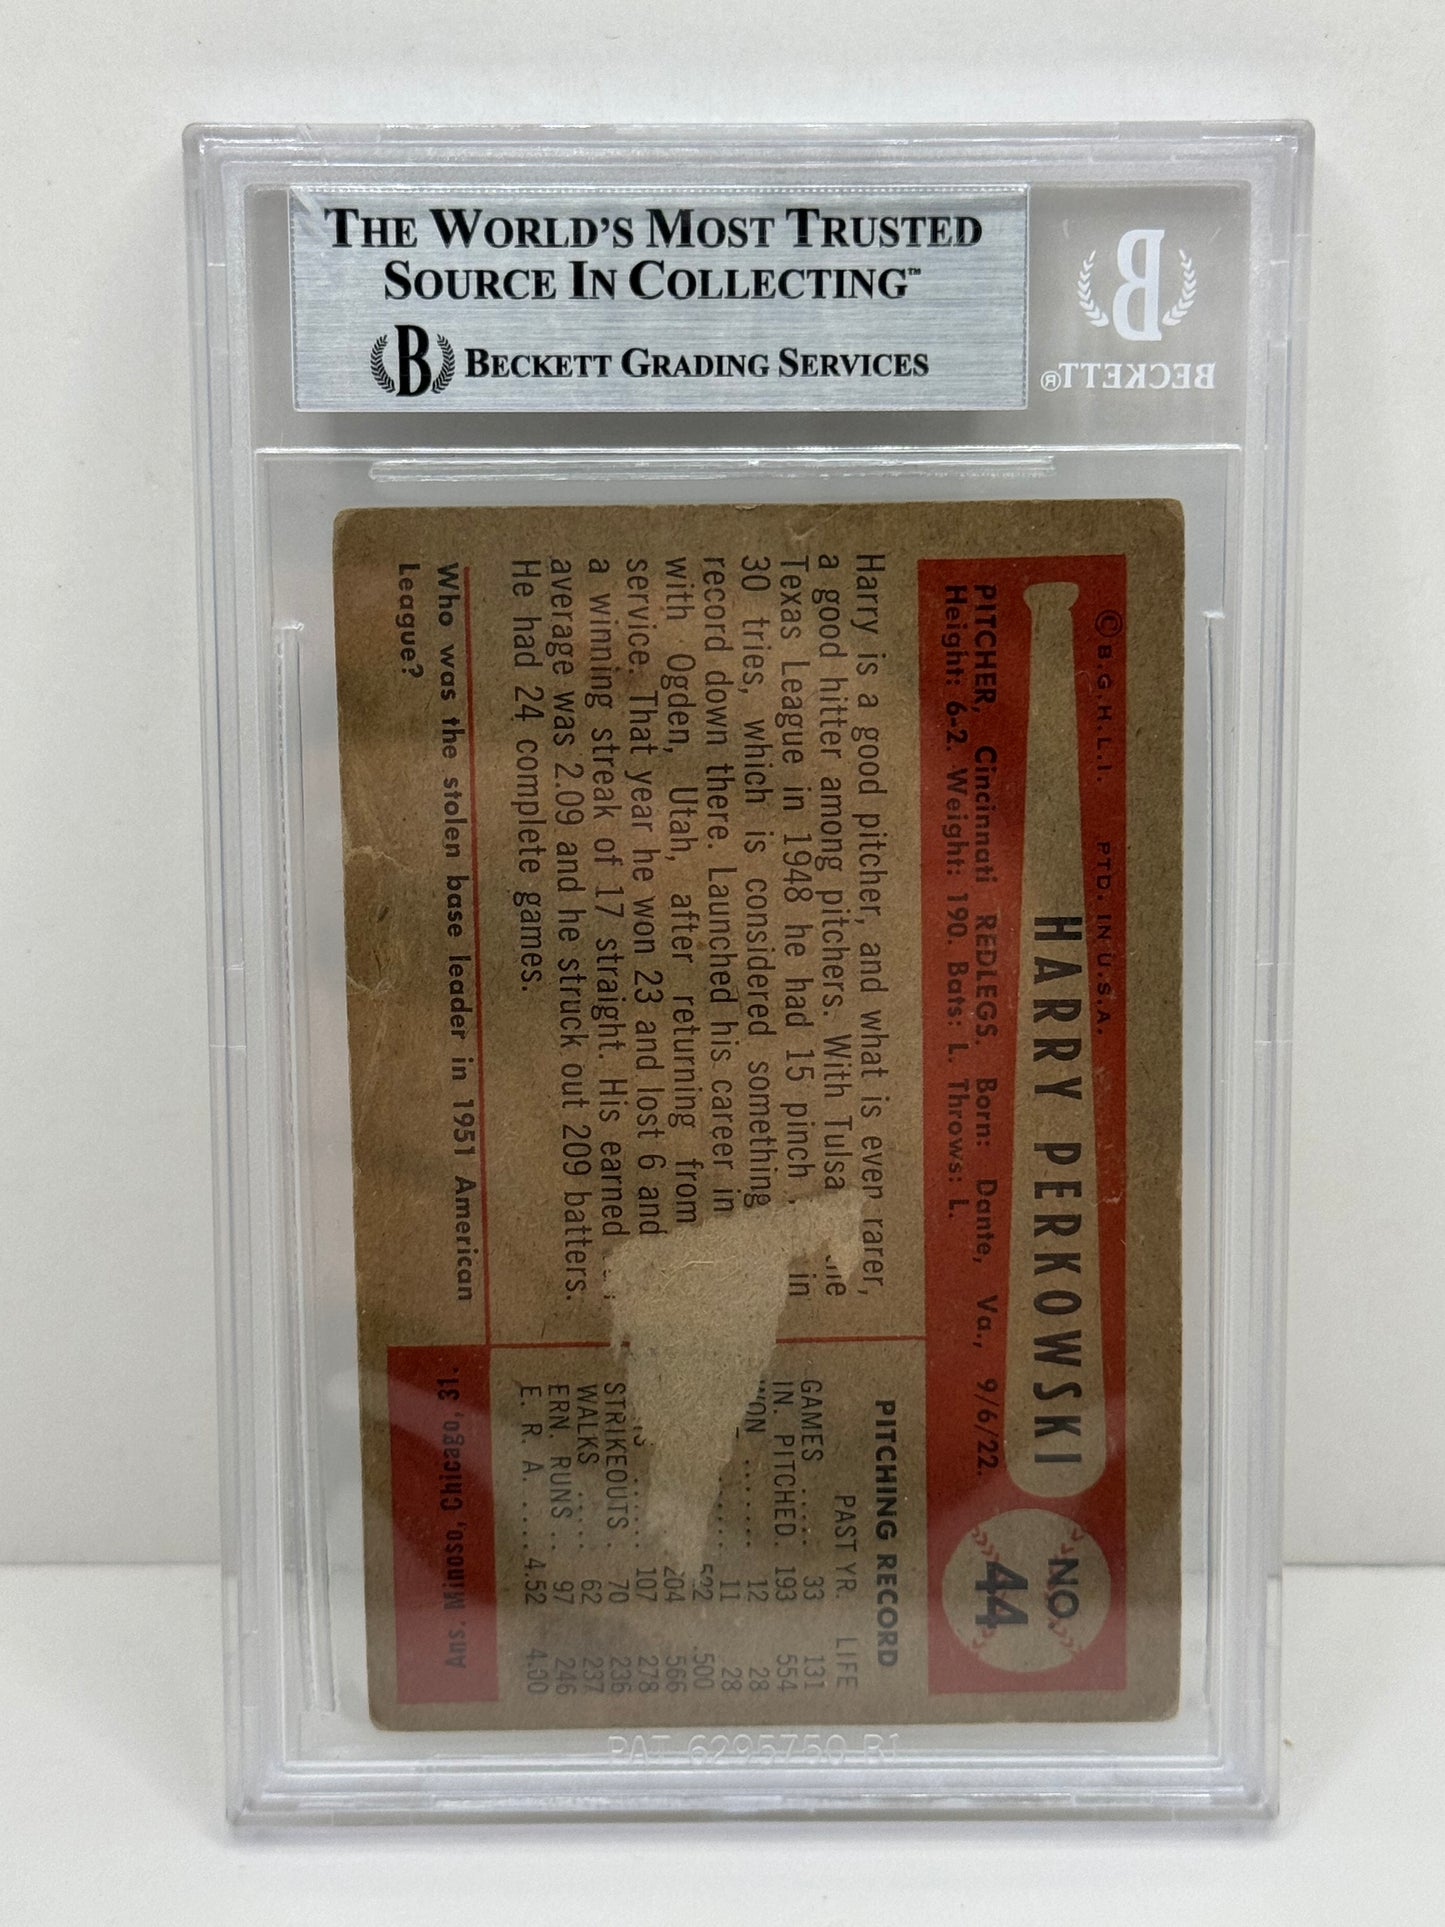 THE WORLD'S MOST TRUSTED
SOURCE IN COLLECTING™
B BECKETT GRADING SERVICES
B
BECKETT®
© B.G.H.L.I. PTD. IN U.S.A.
HARRY PERKOWSKI
NO.
44
PITCHER, Cincinnati REDLEGS. Born: Dante, Va., 9/6/22.
Height: 6-2. Weight: 190. Bats: L. Throws: L.
Harry is a good pitcher, and what is even rarer,
a good hitter among pitchers. With Tulsa
Texas League in 1948 he had 15 pinch in
30 tries, which is considered something
record down there. Launched his career in
with Ogden, Utah, after returning from
service. That year he won 23 and lost 6 and
a winning streak of 17 straight. His earned
average was 2.09 and he struck out 209 batters.
He had 24 complete games.
PITCHING RECORD
PAST YR. LIFE
GAMES ..... 33 131
IN. PITCHED. 193 554
WON ....... 12 28
11 28
.500
204 566
107 278
STRIKEOUTS . 70 236
WALKS ..... 62 237
ERN. RUNS .. 97 246
E. R. A. .... 4.52 4.00
Who was the stolen base leader in 1951 American
League?
Ans. Minoso, Chicago, 31.
PAT 6295750 B1